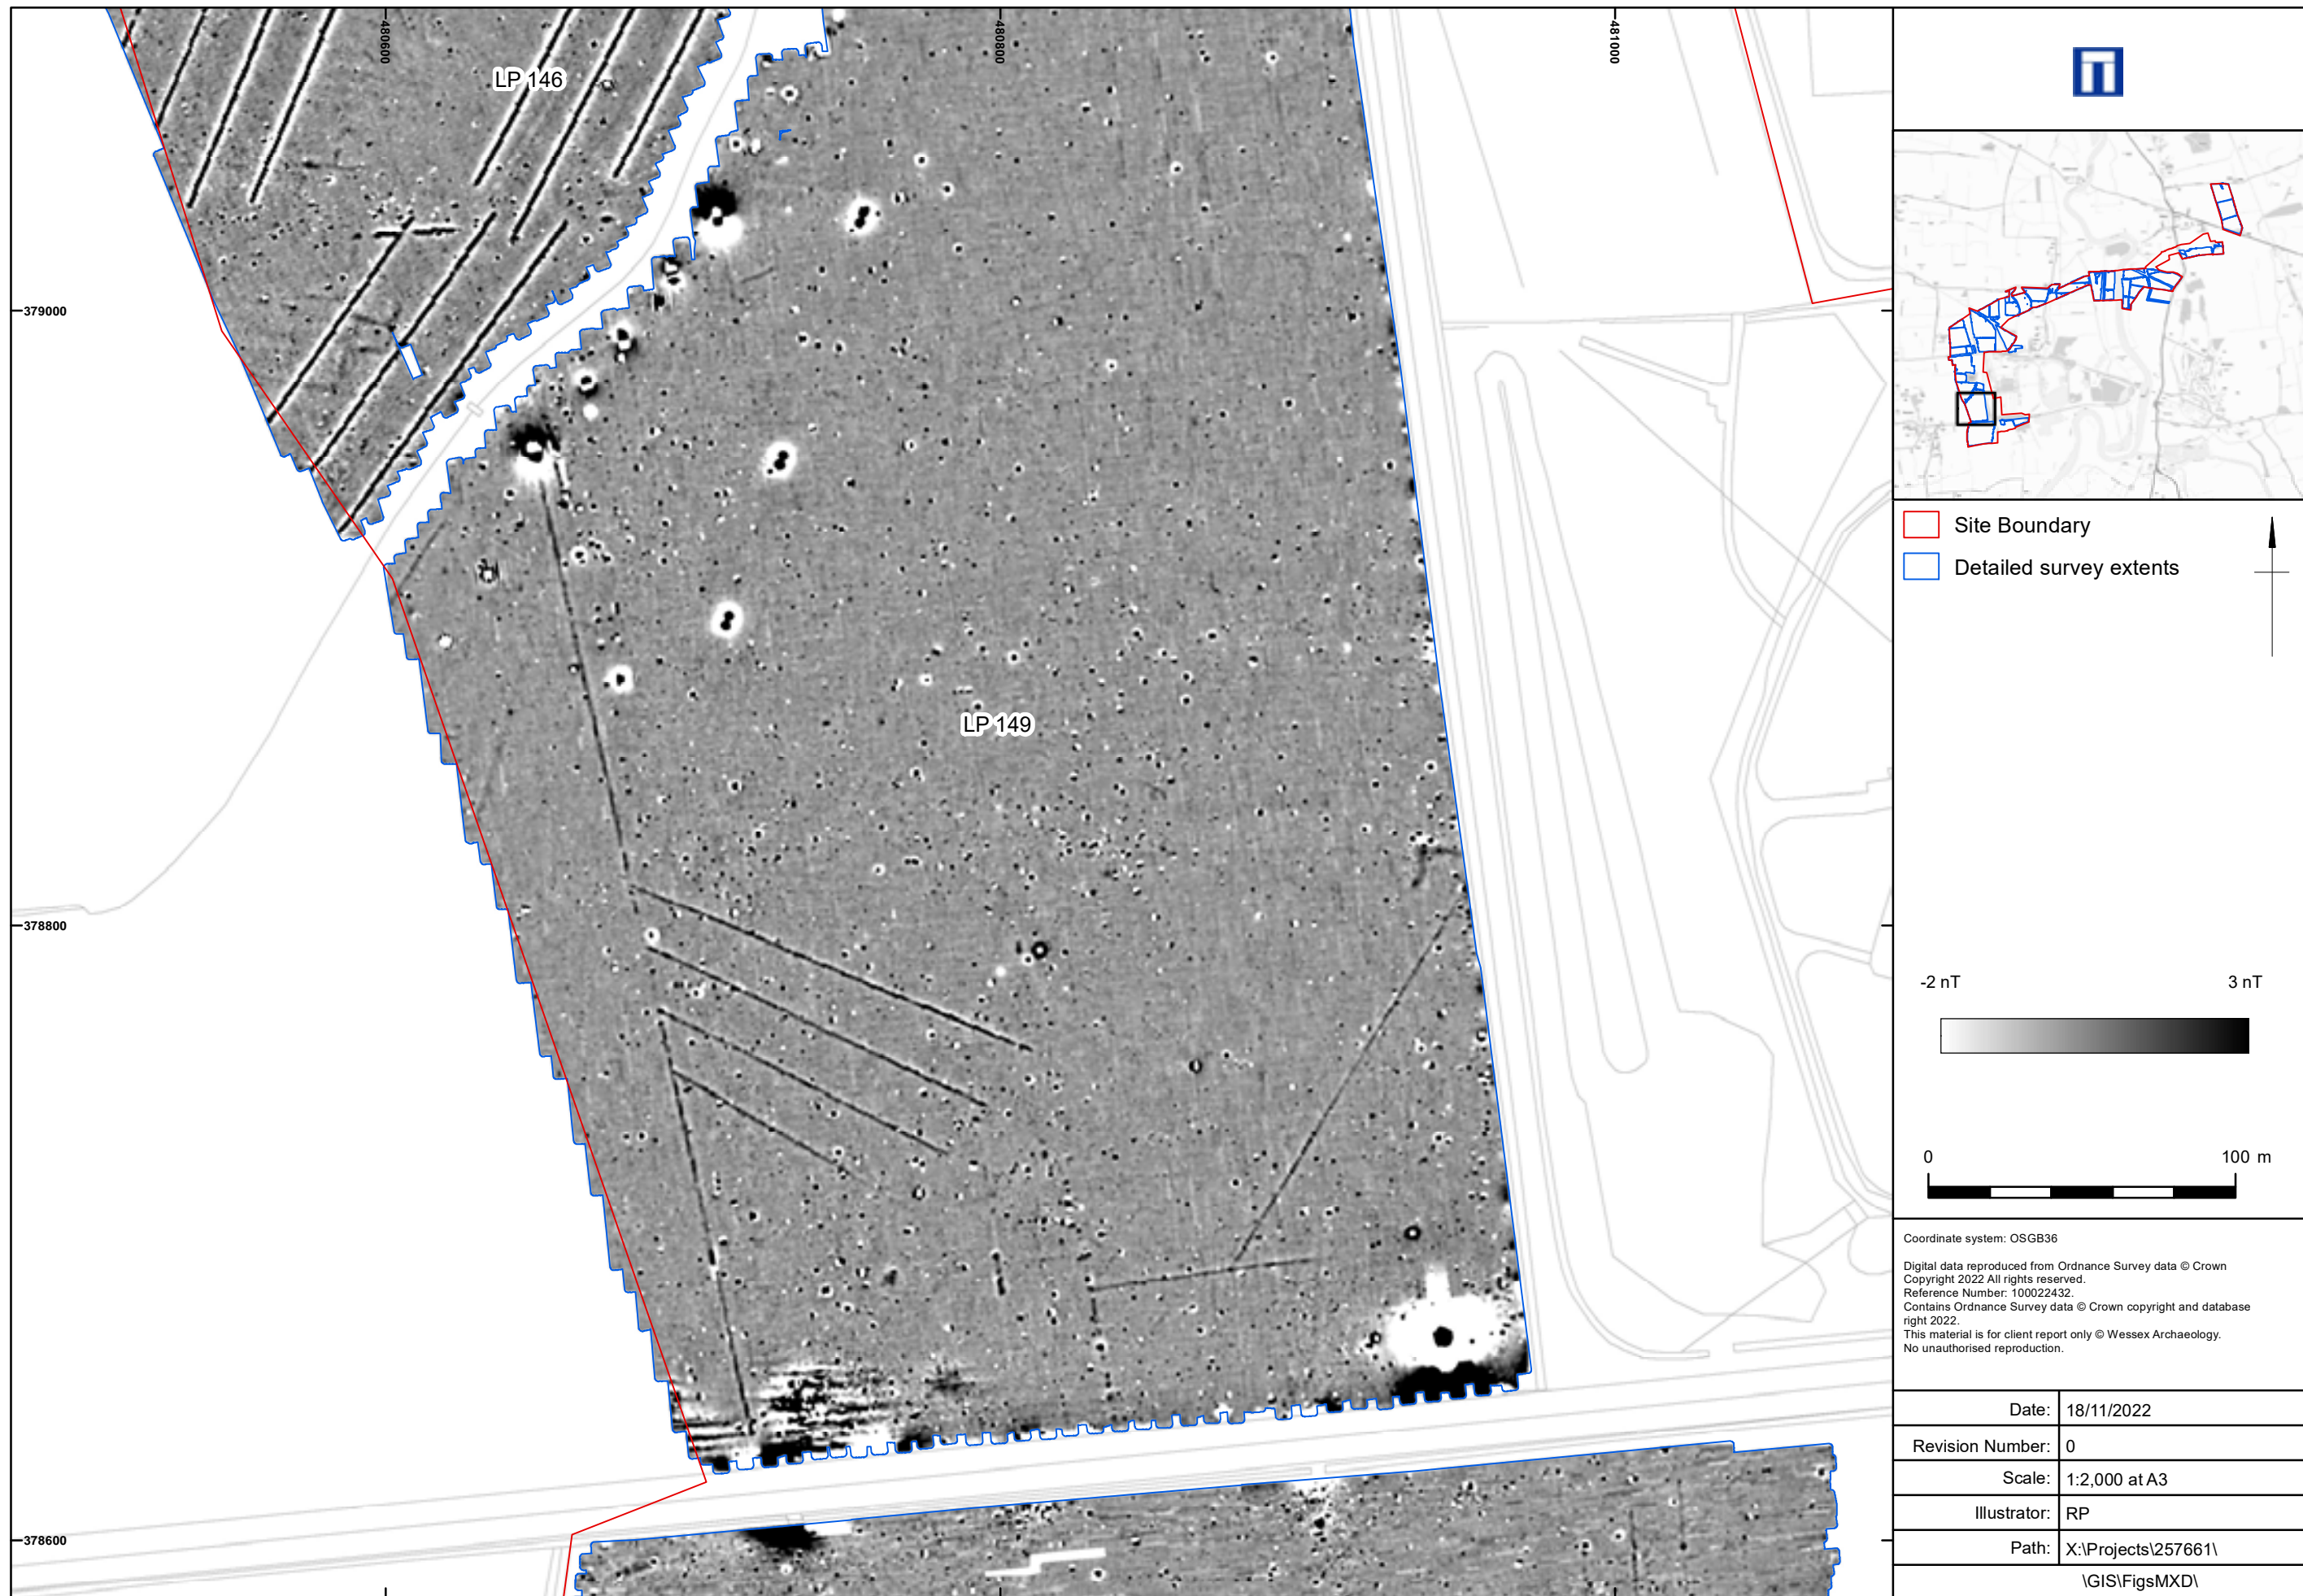 480600
480800
481000
LP 146
379000
LP 149
378800
378600
Site Boundary
Detailed survey extents
-2 nT
3 nT
0
100 m
Coordinate system: OSGB36
Digital data reproduced from Ordnance Survey data © Crown
Copyright 2022 All rights reserved.
Reference Number: 100022432.
Contains Ordnance Survey data © Crown copyright and database
right 2022.
This material is for client report only © Wessex Archaeology.
No unauthorised reproduction.
Date: 18/11/2022
Revision Number: 0
Scale: 1:2,000 at A3
Illustrator: RP
Path: X:\Projects\257661\
\GIS\FigsMXD\